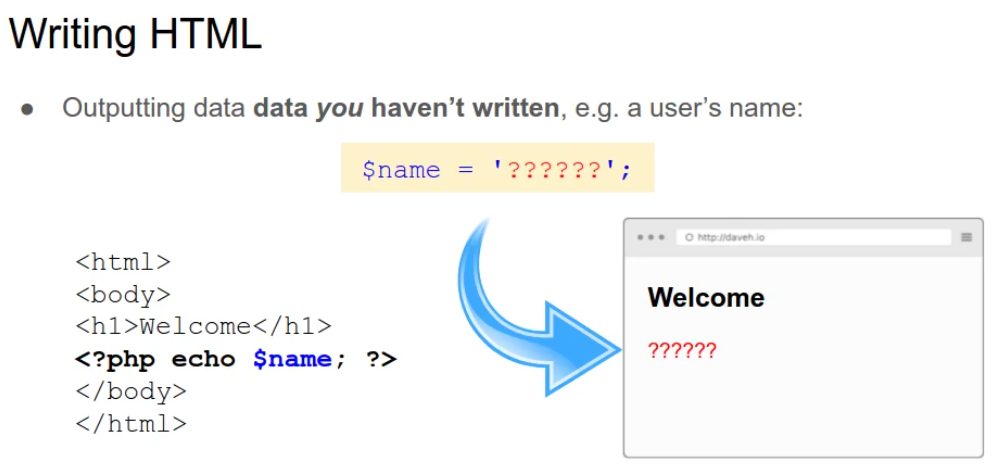 Writing HTML
● Outputting data data you haven't written, e.g. a user's name:
$name = '??????';
<html>
<body>
<h1>Welcome</h1>
<?php echo $name; ?>
</body>
</html>
http://daveh.io
Welcome
??????